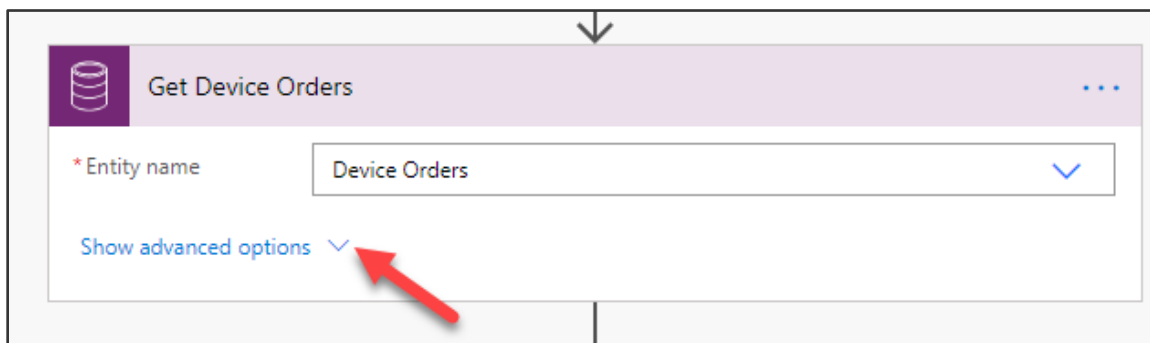 Get Device Orders
* Entity name
Device Orders
Show advanced options